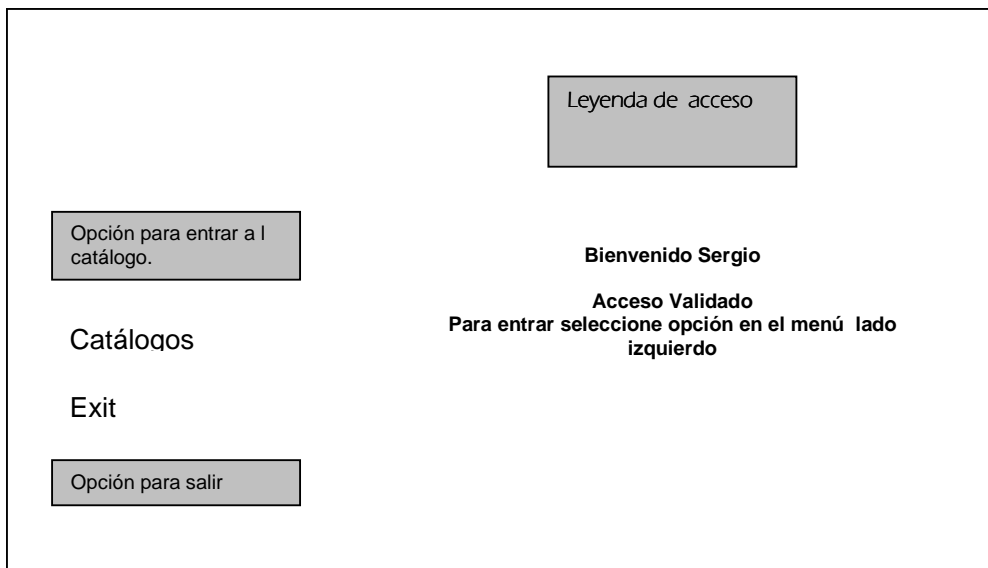 Leyenda de acceso
Opción para entrar a l
catálogo.
Bienvenido Sergio
Acceso Validado
Para entrar seleccione opción en el menú lado
izquierdo
Catálogos
Exit
Opción para salir